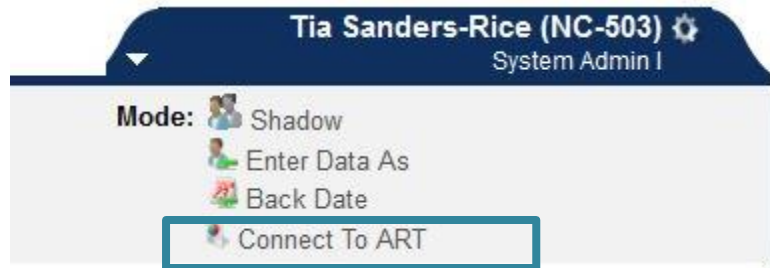 Tia Sanders-Rice (NC-503)
System Admin I
Mode: Shadow
Enter Data As
Back Date
Connect To ART